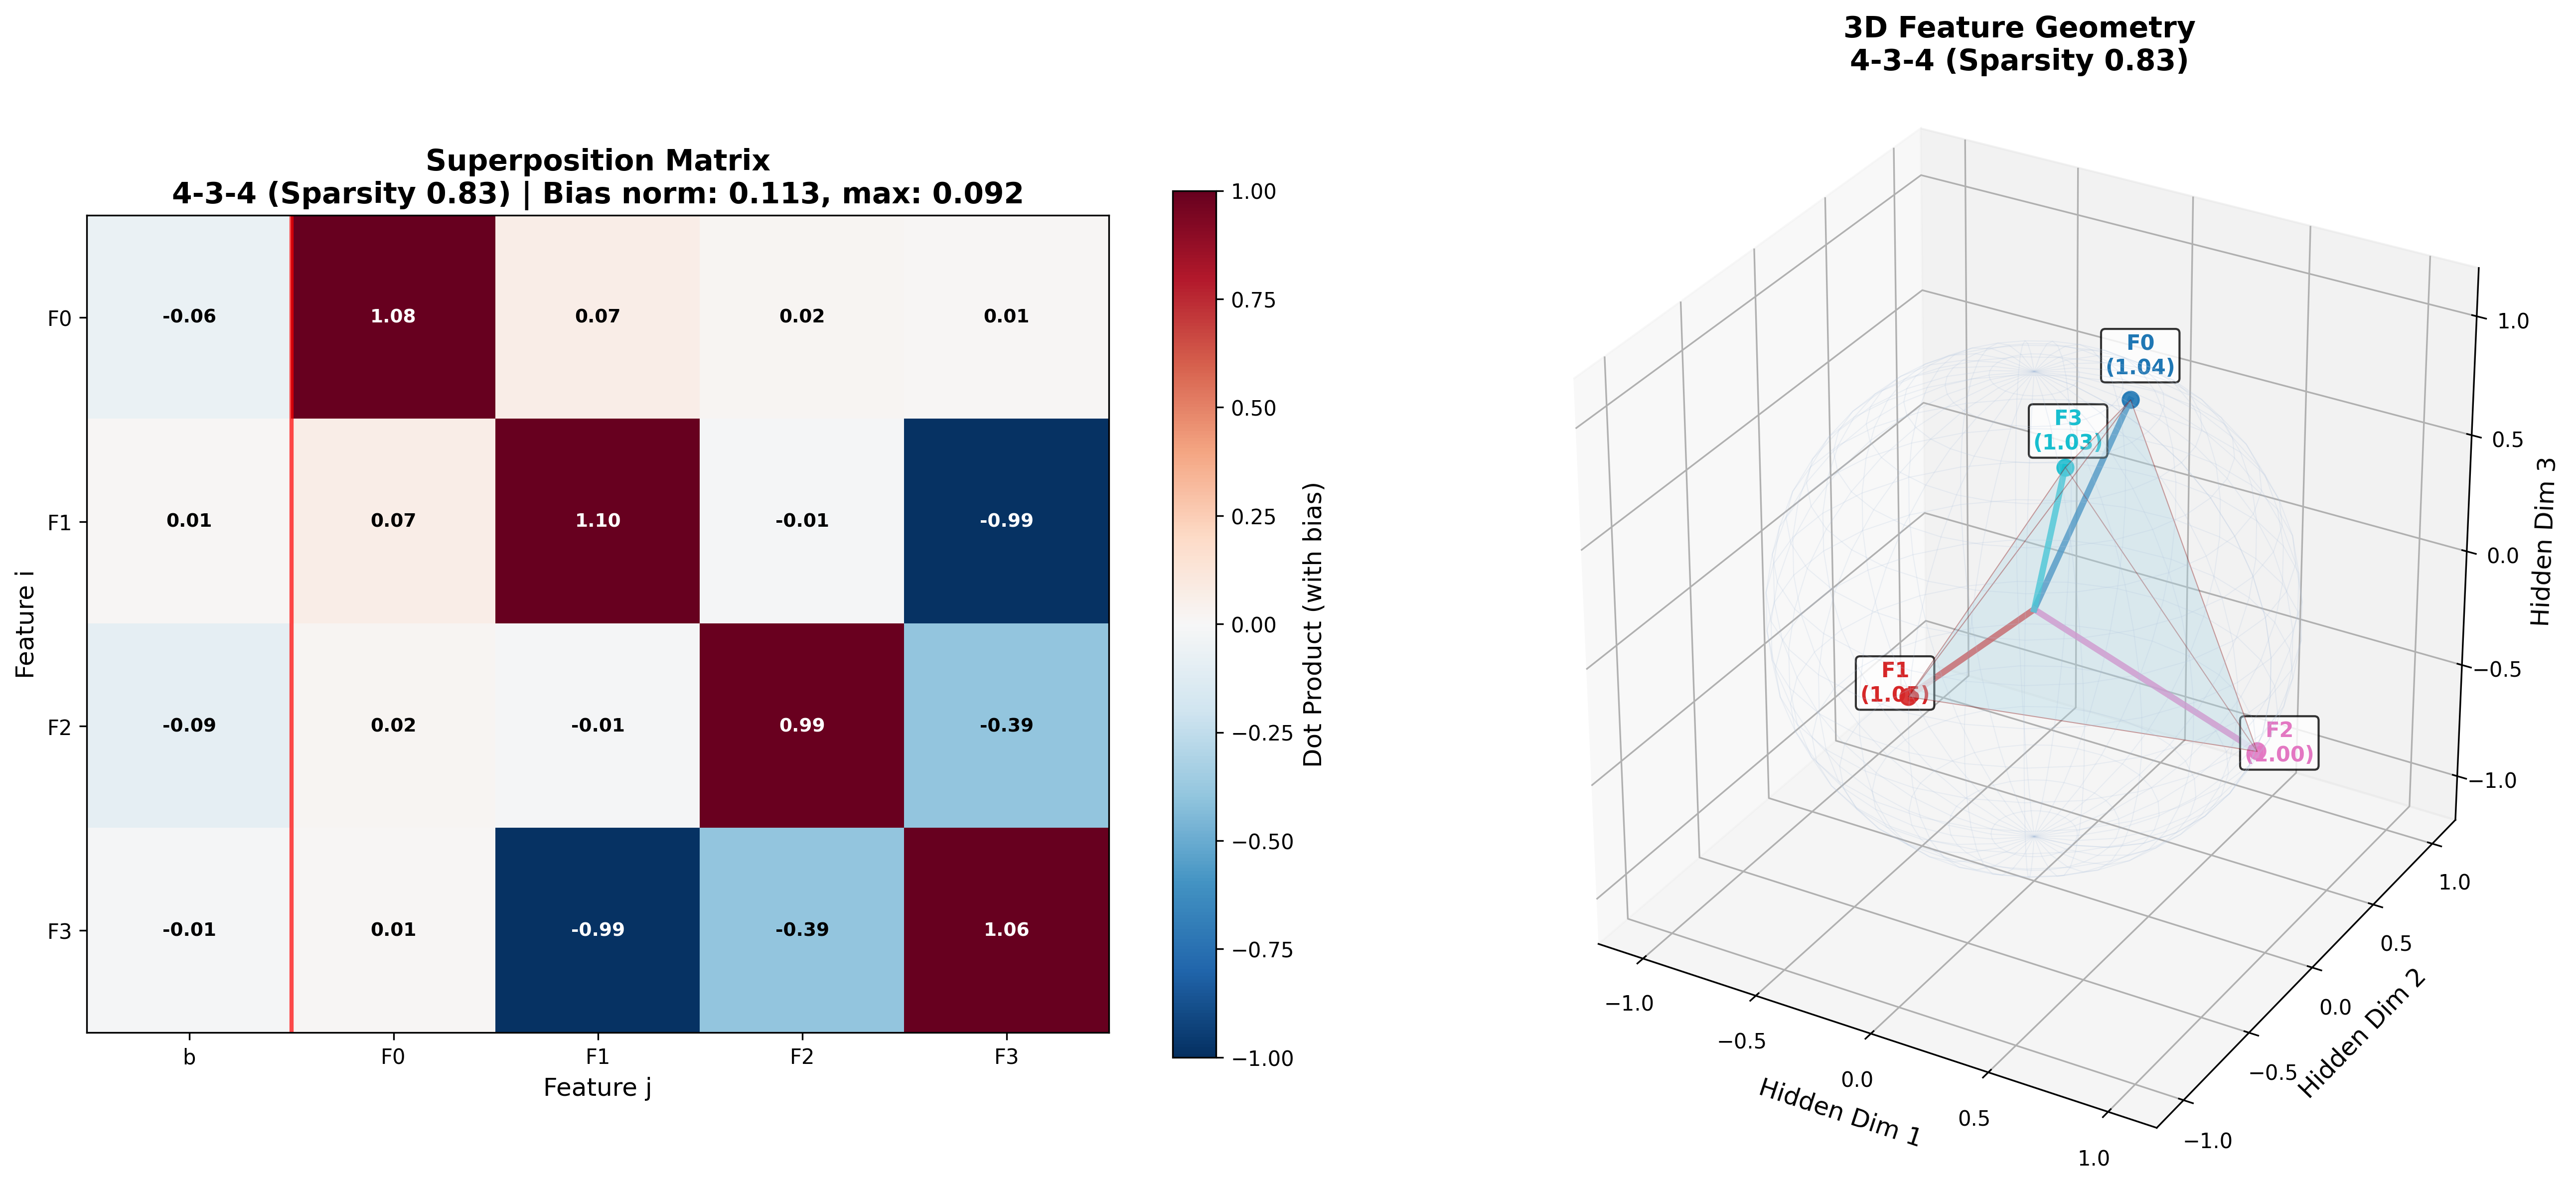 Superposition Matrix
4-3-4 (Sparsity 0.83) | Bias norm: 0.113, max: 0.092
F0
-0.06
1.08
0.07
0.02
0.01
F1
0.01
0.07
1.10
-0.01
-0.99
F2
-0.09
0.02
-0.01
0.99
-0.39
F3
-0.01
0.01
-0.99
-0.39
1.06
b
F0
F1
F2
F3
Feature j
Feature i
1.00
0.75
0.50
0.25
0.00
−0.25
−0.50
−0.75
−1.00
Dot Product (with bias)
3D Feature Geometry
4-3-4 (Sparsity 0.83)
F0
(1.04)
F3
(1.03)
F1
F2
1.0
0.5
0.0
−0.5
−1.0
Hidden Dim 3
−1.0
−0.5
0.0
0.5
1.0
Hidden Dim 1
1.0
0.5
0.0
−0.5
−1.0
Hidden Dim 2